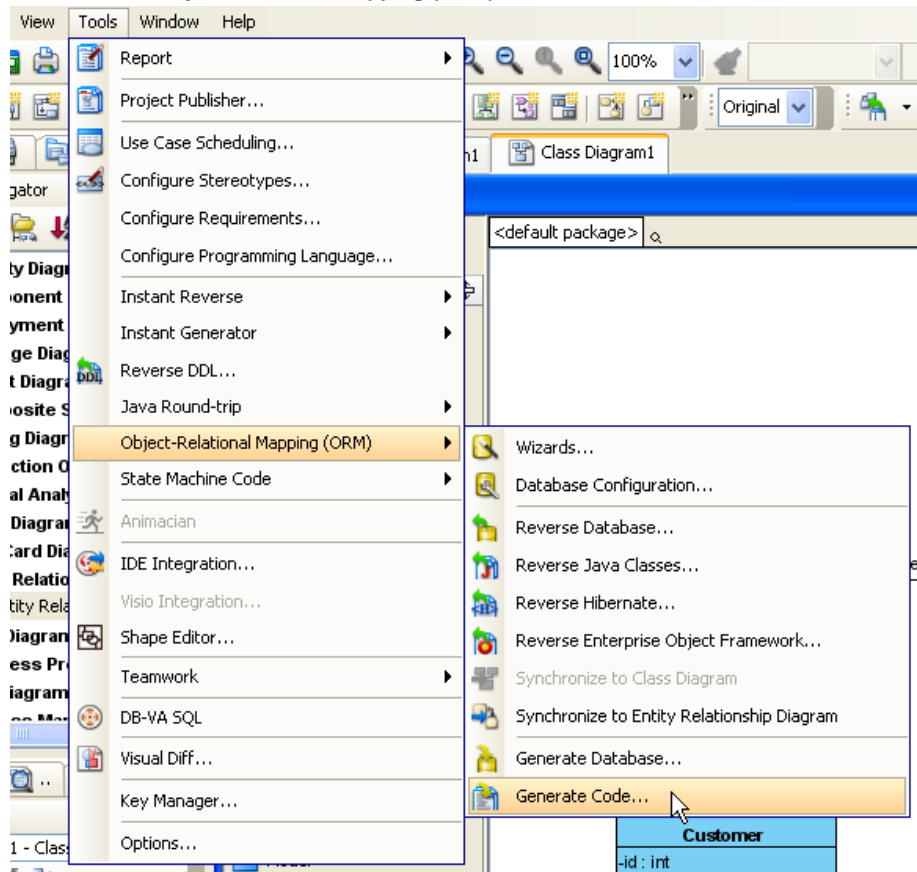 View Tools Window Help
Report
100%
Project Publisher...
Original
Use Case Scheduling...
Class Diagram1
Configure Stereotypes...
Configure Requirements...
<default package>
Configure Programming Language...
Instant Reverse
Instant Generator
Reverse DDL...
Java Round-trip
Object-Relational Mapping (ORM)
State Machine Code
Animacian
IDE Integration...
Visio Integration...
Shape Editor...
Teamwork
DB-VA SQL
Visual Diff...
Key Manager...
Options...
Wizards...
Database Configuration...
Reverse Database...
Reverse Java Classes...
Reverse Hibernate...
Reverse Enterprise Object Framework...
Synchronize to Class Diagram
Synchronize to Entity Relationship Diagram
Generate Database...
Generate Code...
Customer
-id : int